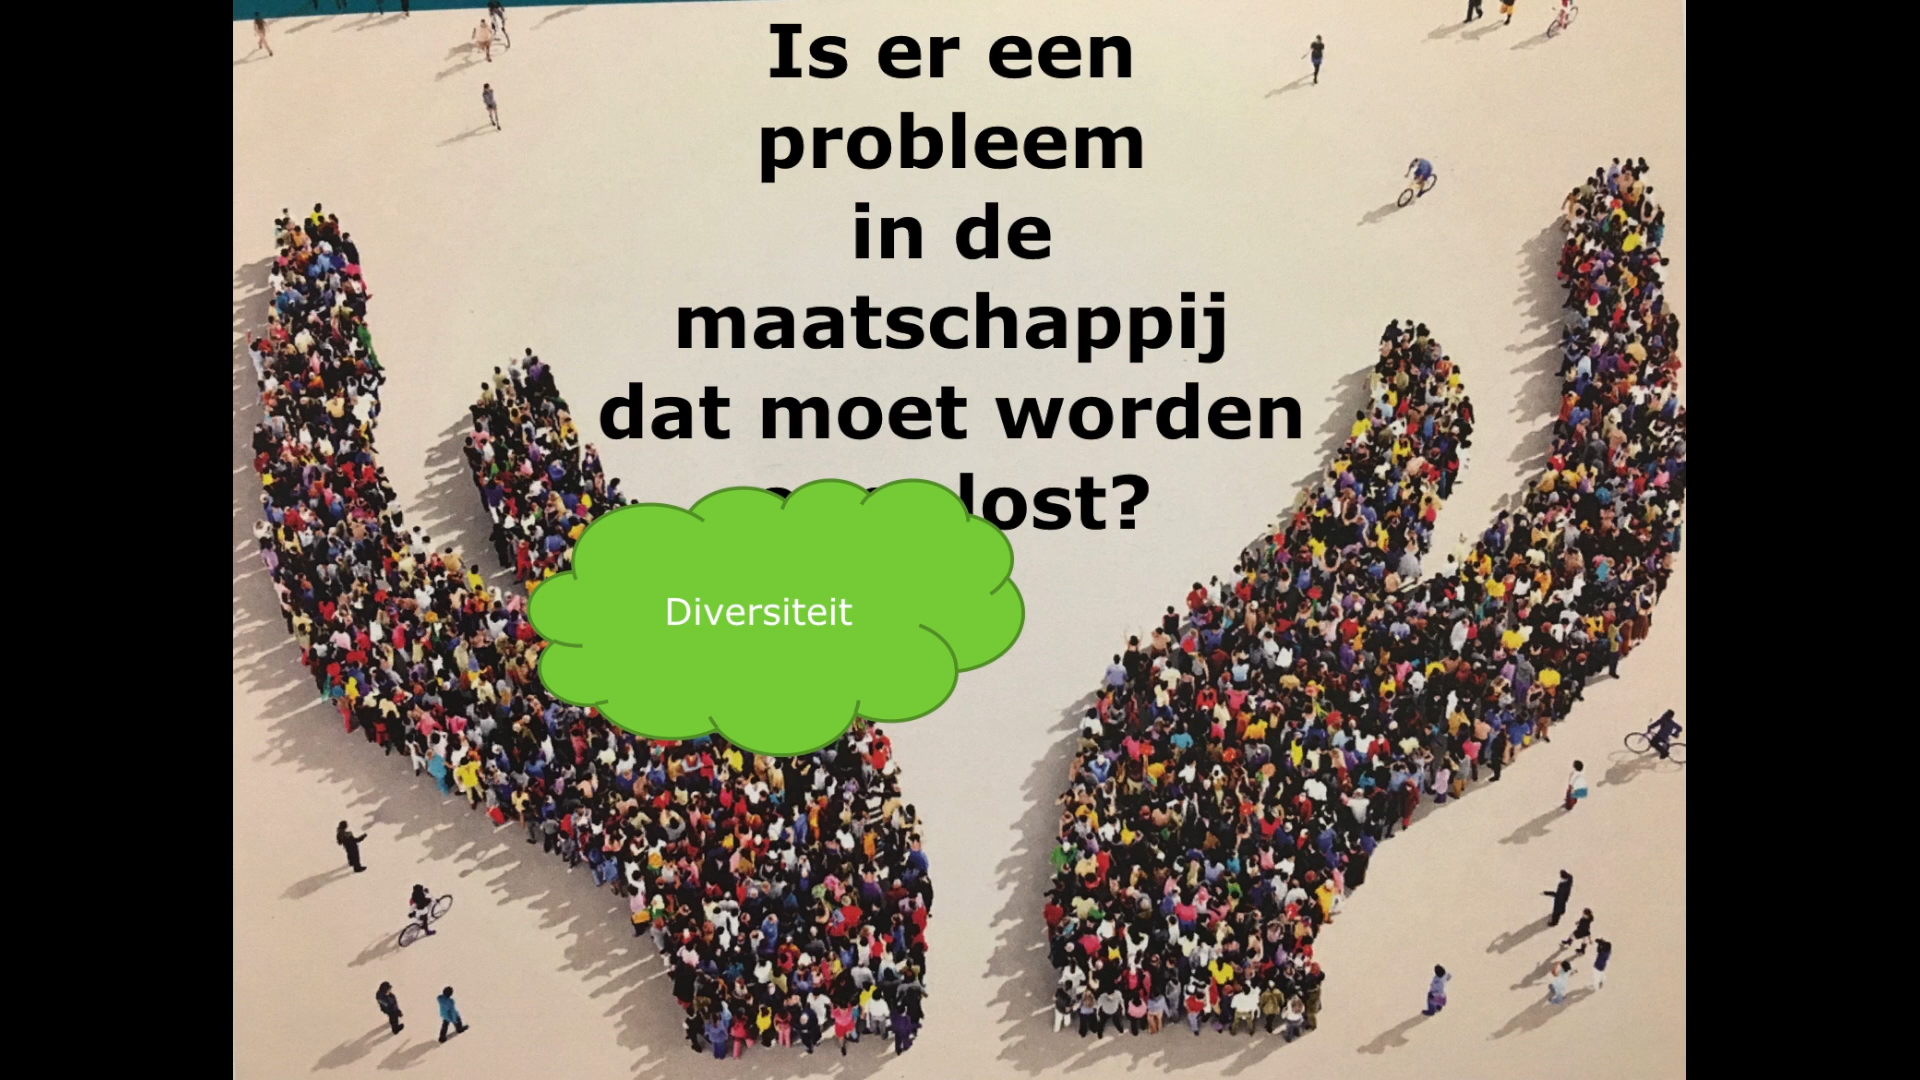 Is er een
probleem
in de
maatschappij
dat moet worden
lost?
Diversiteit